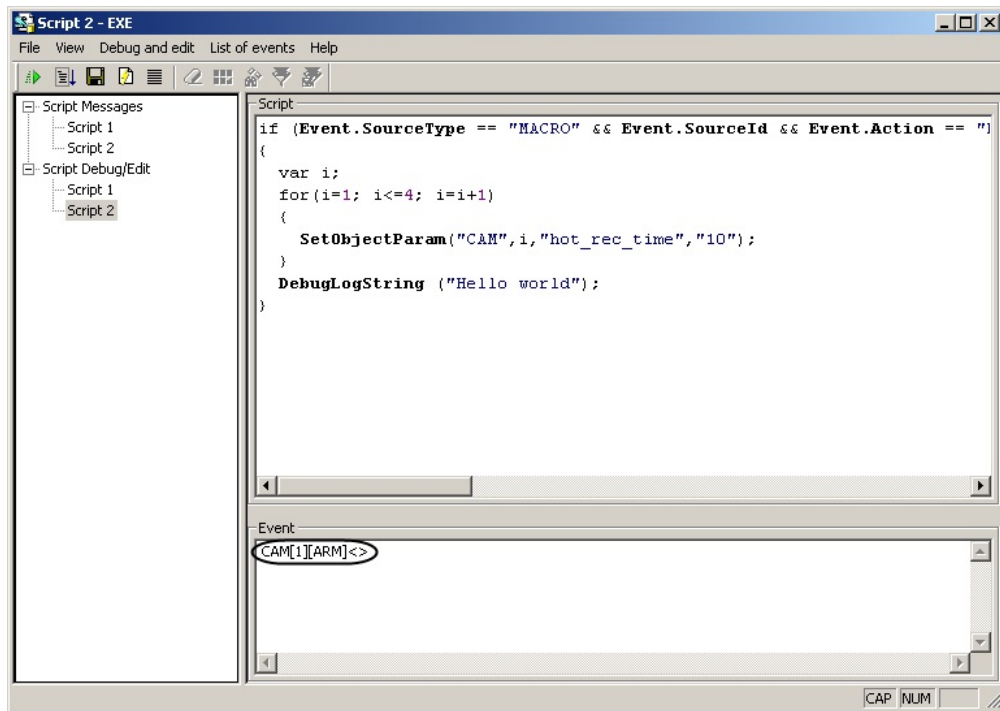 Script 2 - EXE
File View Debug and edit List of events Help
Script Messages
Script 1
Script 2
Script Debug/Edit
Script 1
Script 2
Script
if (Event.SourceType == "MACRO" && Event.SourceId && Event.Action == "
{
var i;
for(i=1; i<=4; i=i+1)
{
SetObjectParam("CAM",i,"hot_rec_time","10");
}
DebugLogString ("Hello world");
}
Event
CAM[1][ARM]<>
CAP NUM